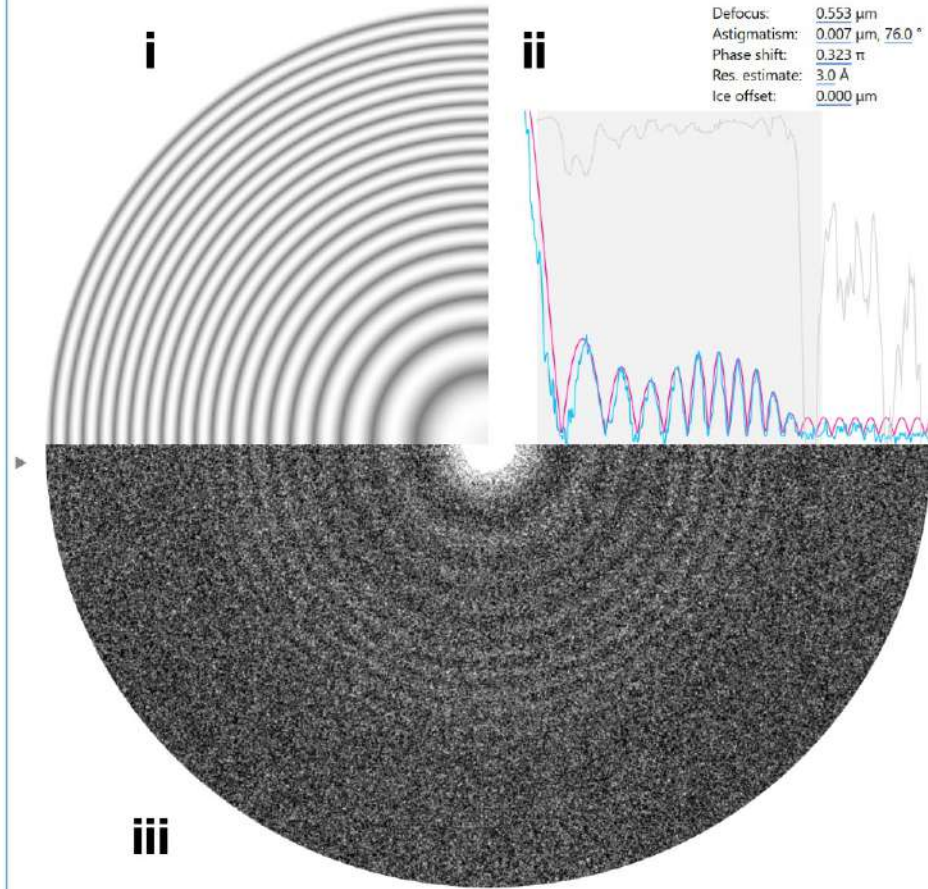 i
ii
Defocus: 0.553 μm
Astigmatism: 0.007 μm, 76.0 °
Phase shift: 0.323 π
Res. estimate: 3.0 Å
Ice offset: 0.000 μm
iii